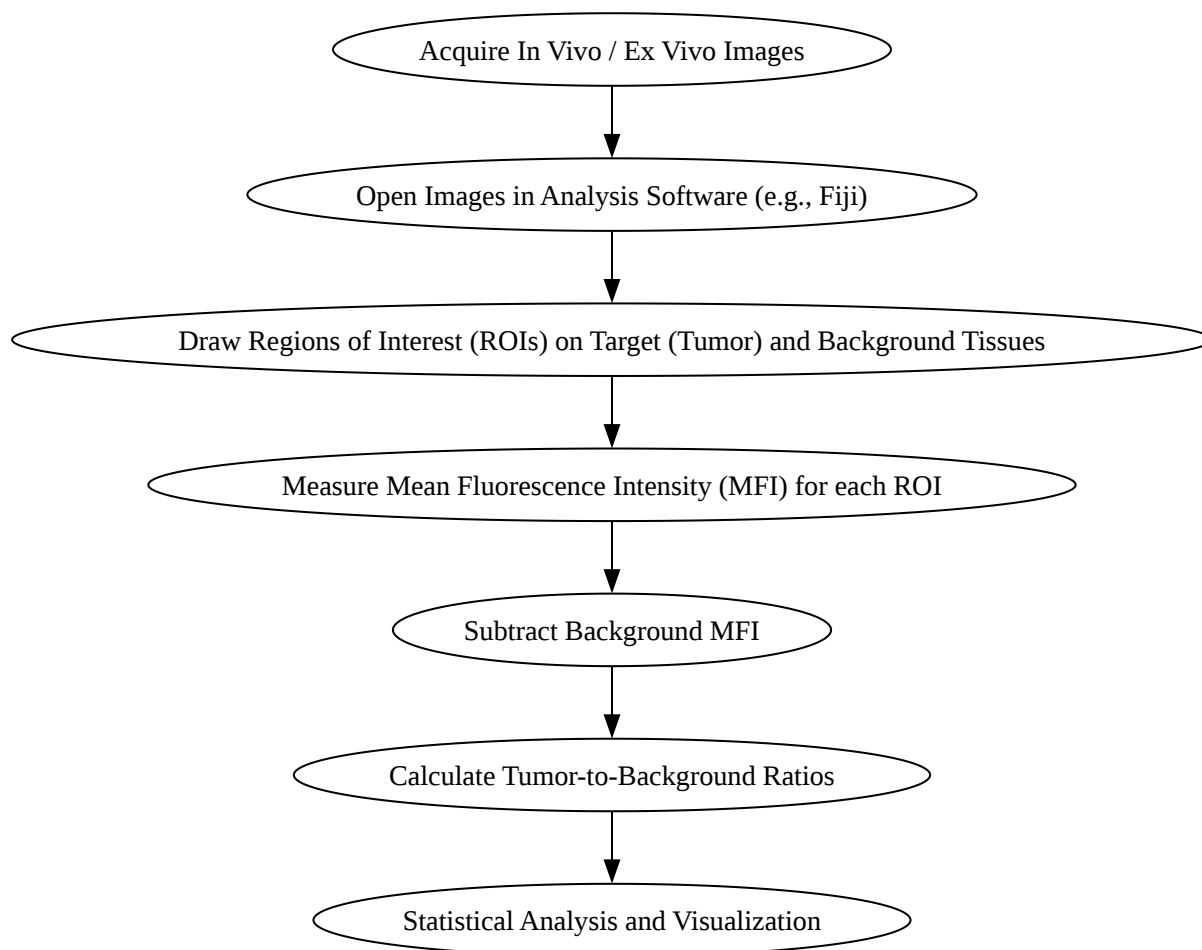 Acquire In Vivo / Ex Vivo Images
Open Images in Analysis Software (e.g., Fiji)
Draw Regions of Interest (ROIs) on Target (Tumor) and Background Tissues
Measure Mean Fluorescence Intensity (MFI) for each ROI
Subtract Background MFI
Calculate Tumor-to-Background Ratios
Statistical Analysis and Visualization